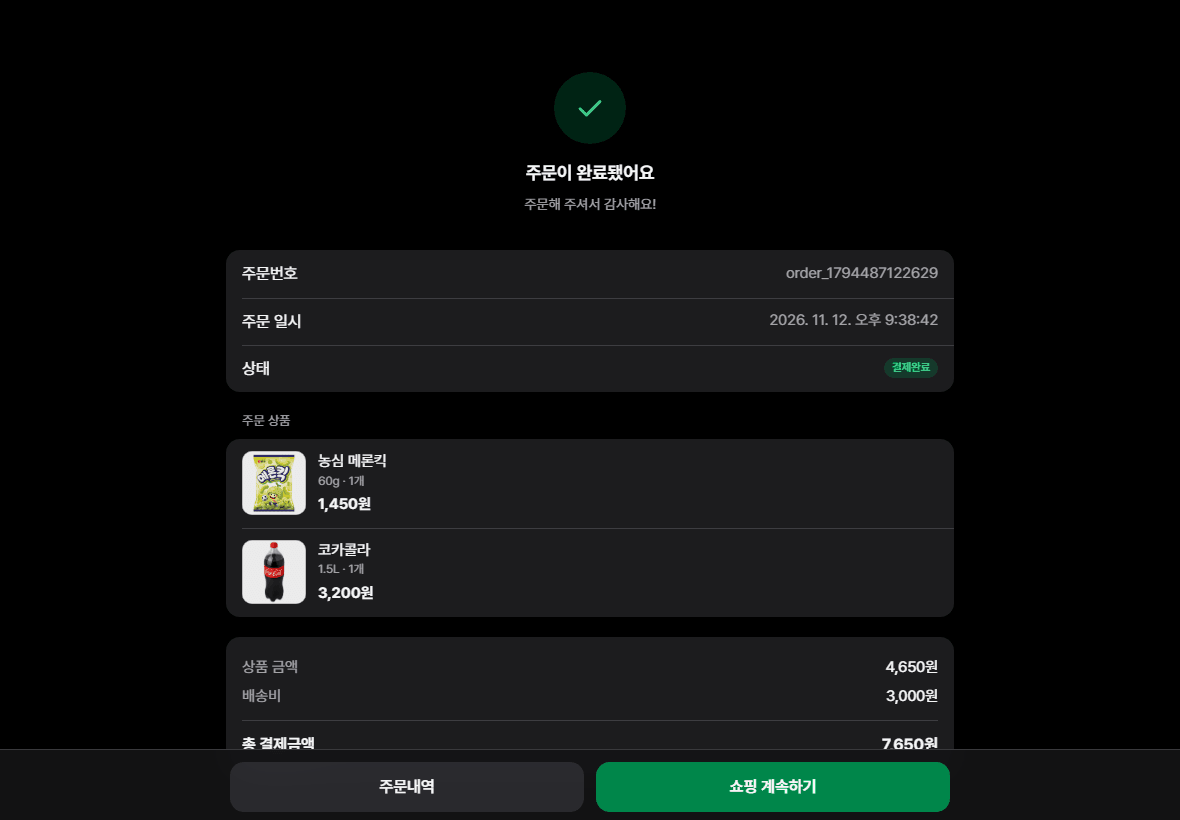 주문이 완료됐어요
주문해 주셔서 감사해요!
주문번호 order_1794487122629
주문 일시 2026. 11. 12. 오후 9:38:42
상태 결제완료
주문 상품
메론킥
농심 메론킥
60g · 1개
1,450원
Coca-Cola
코카콜라
1.5L · 1개
3,200원
상품 금액 4,650원
배송비 3,000원
총 결제금액 7,650원
주문내역 쇼핑 계속하기